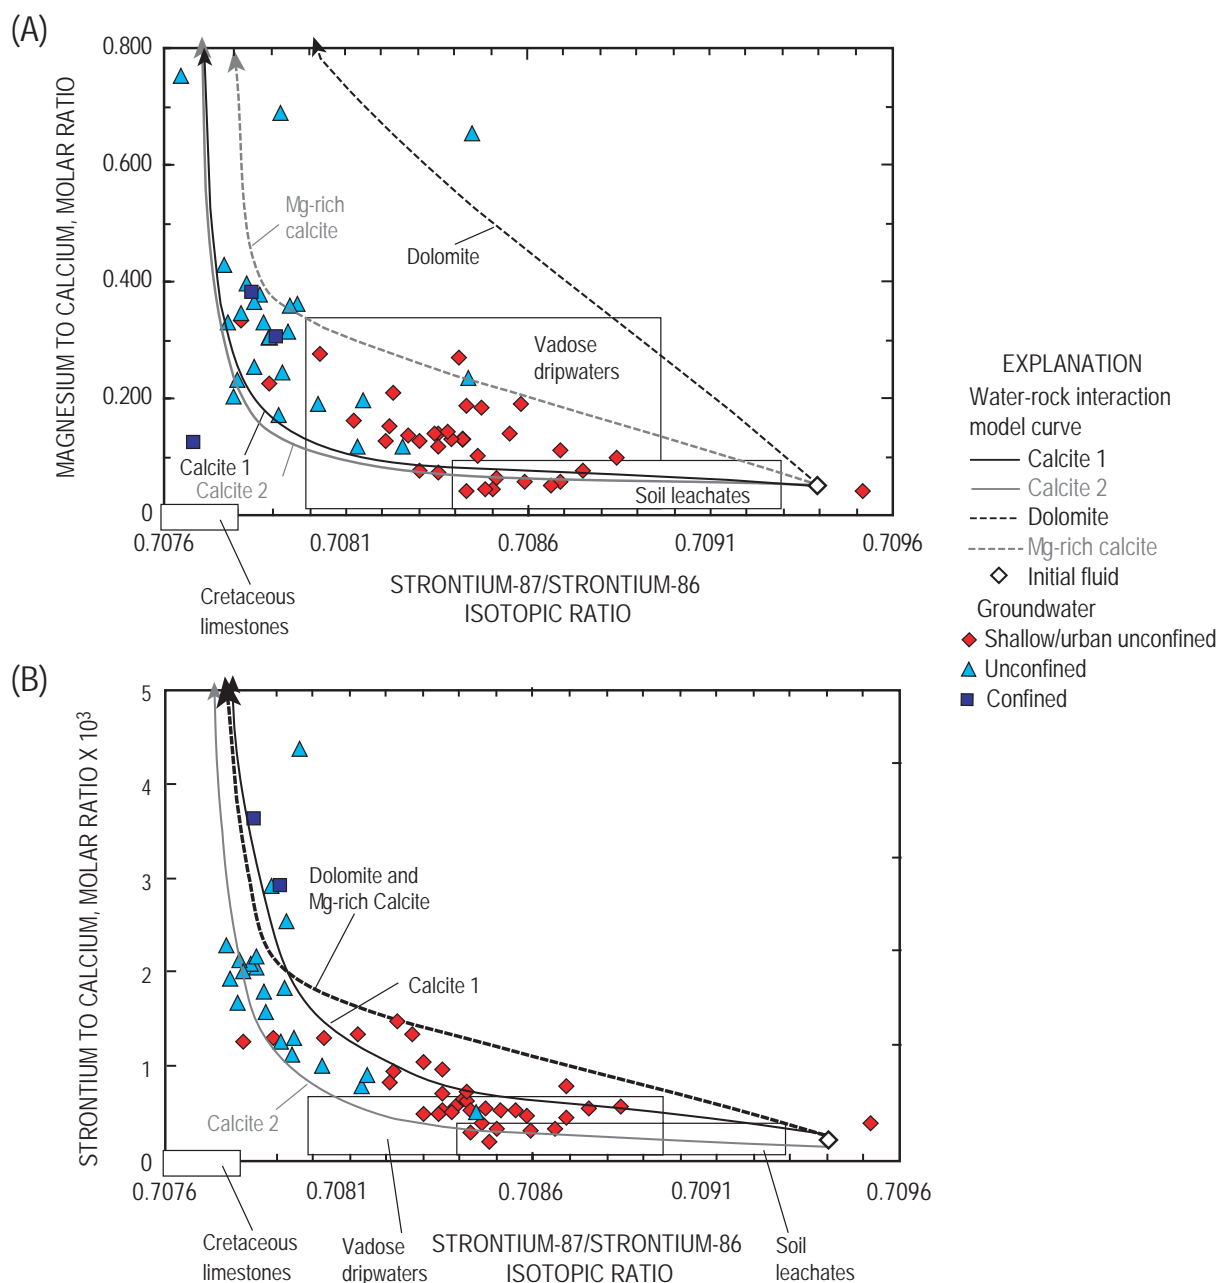 (A)
MAGNESIUM TO CALCIUM, MOLAR RATIO
0.800
0.600
0.400
0.200
0
Mg-rich
calcite
Dolomite
Vadose
dripwaters
Calcite 1
Calcite 2
Soil leachates
0.7076
0.7081
0.7086
0.7091
0.7096
Cretaceous
limestones
STRONTIUM-87/STRONTIUM-86
ISOTOPIC RATIO
EXPLANATION
Water-rock interaction
model curve
Calcite 1
Calcite 2
Dolomite
Mg-rich calcite
Initial fluid
Groundwater
Shallow/urban unconfined
Unconfined
Confined
(B)
STRONTIUM TO CALCIUM, MOLAR RATIO X 10³
5
4
3
2
1
0
Dolomite and
Mg-rich Calcite
Calcite 1
Calcite 2
0.7076
0.7081
0.7086
0.7091
0.7096
Cretaceous
limestones
Vadose
dripwaters
STRONTIUM-87/STRONTIUM-86
ISOTOPIC RATIO
Soil
leachates